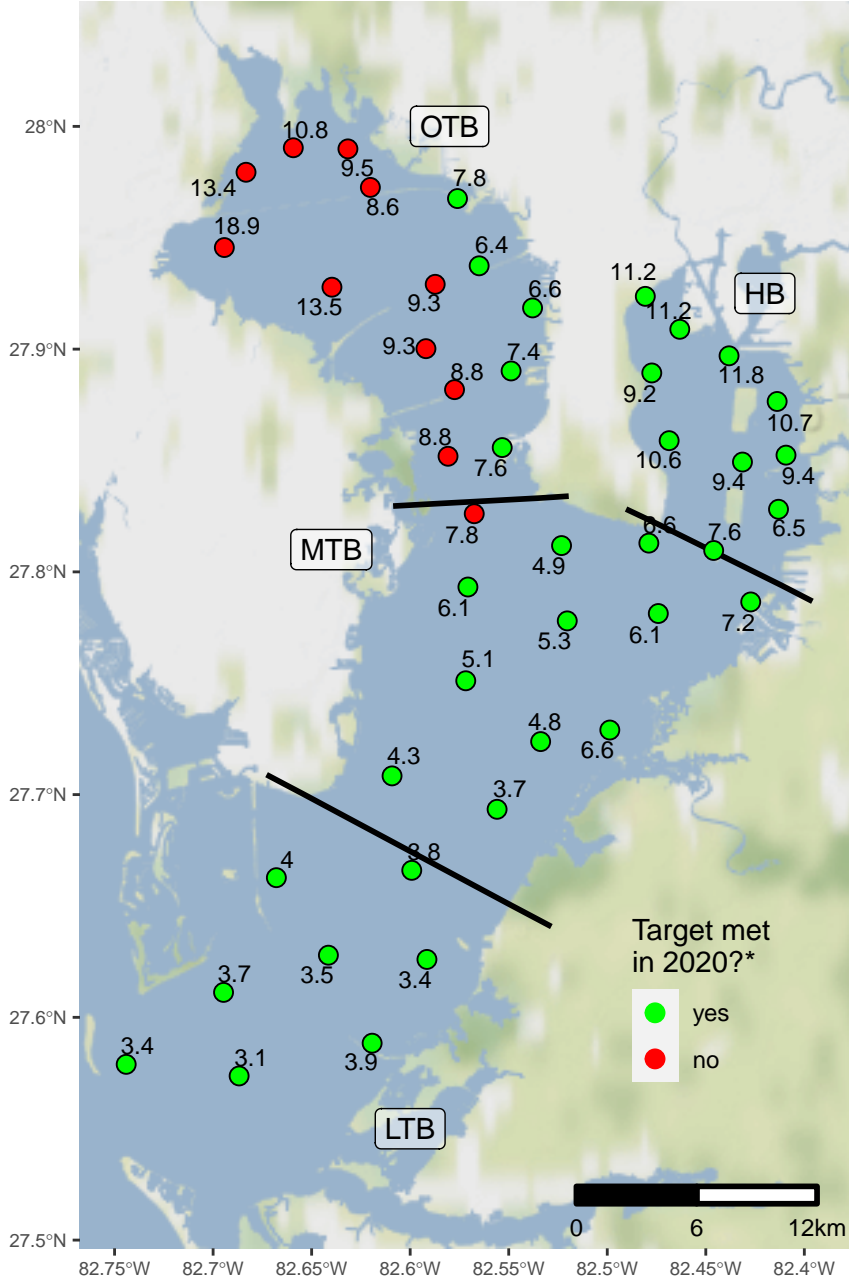 28°N
10.8
OTB
9.5
13.4
7.8
8.6
18.9
6.4
11.2
HB
13.5
9.3
6.6
11.2
27.9°N
9.3
7.4
11.8
8.8
9.2
10.7
8.8
7.6
10.6
9.4
9.4
MTB
7.8
6.6
7.6
6.5
4.9
27.8°N
6.1
5.3
6.1
7.2
5.1
4.8
6.6
4.3
27.7°N
3.7
3.8
4
Target met
in 2020?*
3.7
3.5
3.4
yes
27.6°N
3.4
3.1
3.9
no
LTB
0
6
12km
27.5°N
82.75°W
82.7°W
82.65°W
82.6°W
82.55°W
82.5°W
82.45°W
82.4°W